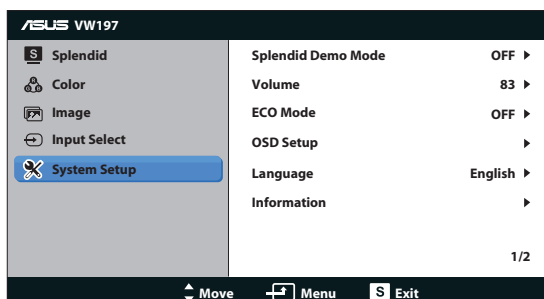 ASUS VW197
S Splendid
Color
Image
Input Select
System Setup
Splendid Demo Mode OFF
Volume 83
ECO Mode OFF
OSD Setup
Language English
Information
1/2
Move Menu S Exit